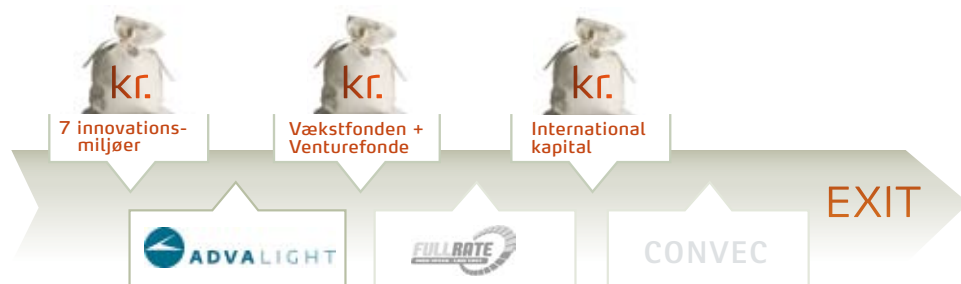 kr.
kr.
kr.
7 innovations-
miljøer
Vækstfonden +
Venturefonde
International
kapital
EXIT
ADVALIGHT
FULLRATE
CONVEC